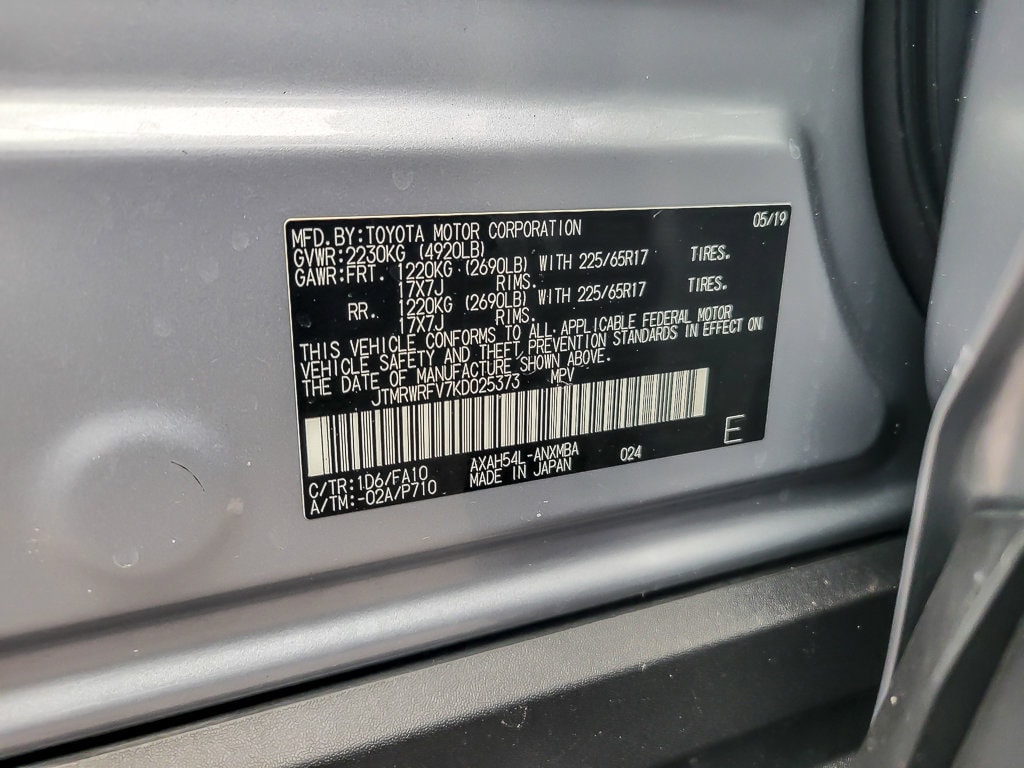 MFD.BY:TOYOTA MOTOR CORPORATION 05/19
GVWR:2230KG (4920LB)
GAWR:FRT. 1220KG (2690LB) WITH 225/65R17 TIRES.
17X7J RIMS.
RR. 1220KG (2690LB) WITH 225/65R17 TIRES.
17X7J RIMS.
THIS VEHICLE CONFORMS TO ALL APPLICABLE FEDERAL MOTOR
VEHICLE SAFETY AND THEFT PREVENTION STANDARDS IN EFFECT ON
THE DATE OF MANUFACTURE SHOWN ABOVE.
JTMRWRFV7KD025373 MPV
C/TR:1D6/FA10 AXAH54L-ANXMBA 024 E
A/TM:-02A/P710 MADE IN JAPAN